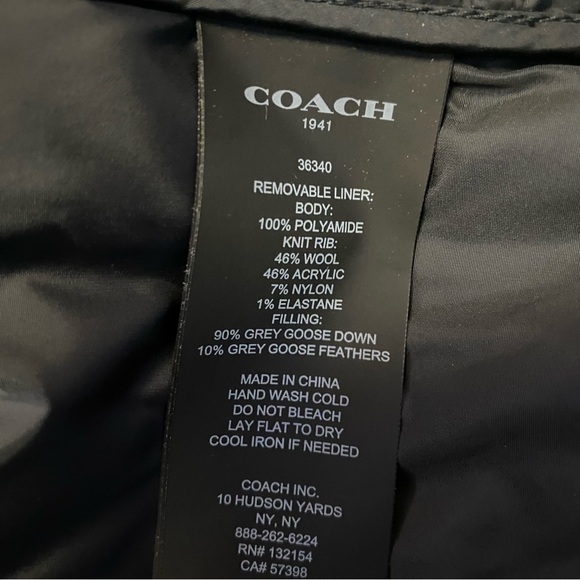 COACH
1941
36340
REMOVABLE LINER:
BODY:
100% POLYAMIDE
KNIT RIB:
46% WOOL
46% ACRYLIC
7% NYLON
1% ELASTANE
FILLING:
90% GREY GOOSE DOWN
10% GREY GOOSE FEATHERS
MADE IN CHINA
HAND WASH COLD
DO NOT BLEACH
LAY FLAT TO DRY
COOL IRON IF NEEDED
COACH INC.
10 HUDSON YARDS
NY, NY
888-262-6224
RN# 132154
CA# 57398